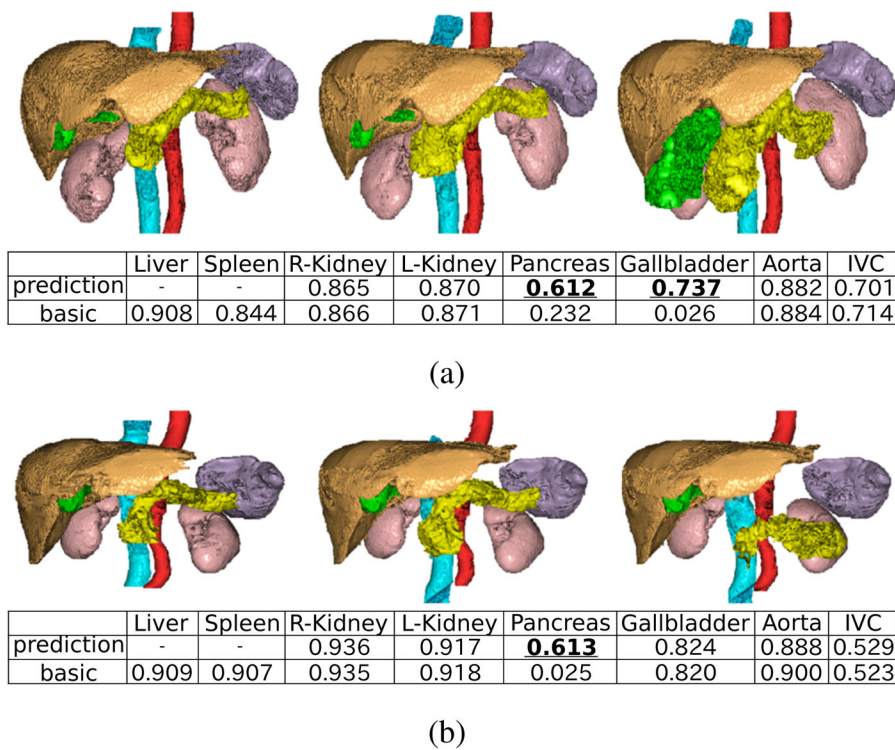 Liver Spleen R-Kidney L-Kidney Pancreas Gallbladder Aorta IVC
prediction - - 0.865 0.870 0.612 0.737 0.882 0.701
basic 0.908 0.844 0.866 0.871 0.232 0.026 0.884 0.714
(a)
Liver Spleen R-Kidney L-Kidney Pancreas Gallbladder Aorta IVC
prediction - - 0.936 0.917 0.613 0.824 0.888 0.529
basic 0.909 0.907 0.935 0.918 0.025 0.820 0.900 0.523
(b)